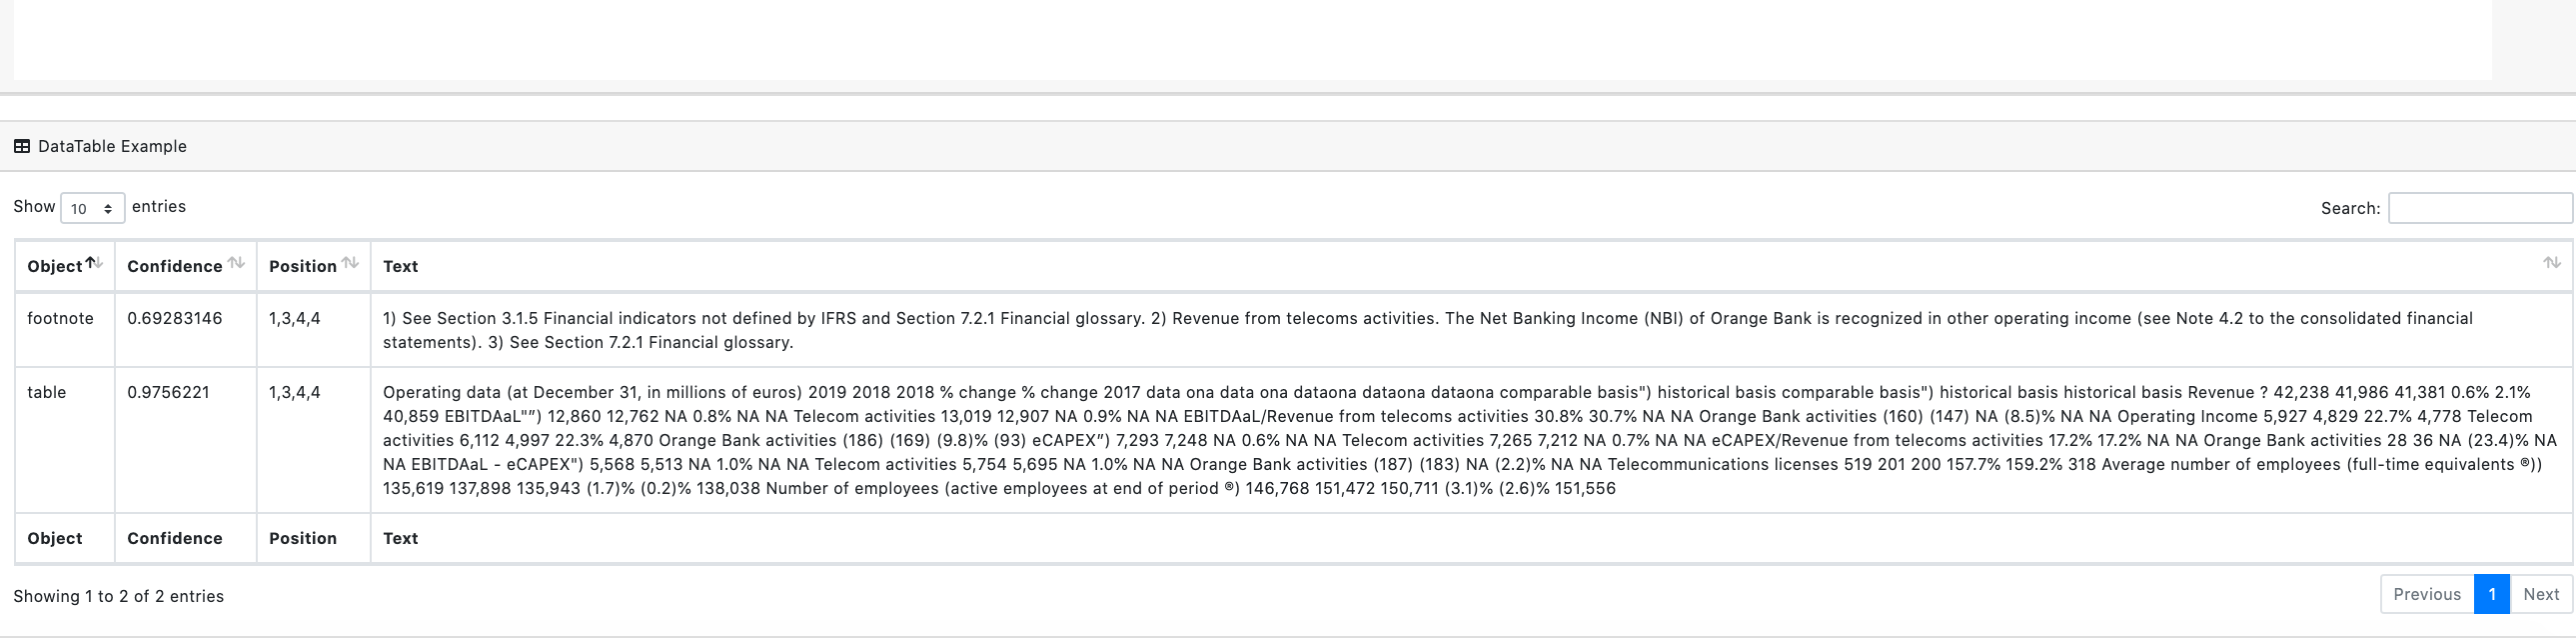 DataTable Example
Show 10 entries
Search:
Object Confidence Position Text
footnote 0.69283146 1,3,4,4 1) See Section 3.1.5 Financial indicators not defined by IFRS and Section 7.2.1 Financial glossary. 2) Revenue from telecoms activities. The Net Banking Income (NBI) of Orange Bank is recognized in other operating income (see Note 4.2 to the consolidated financial
statements). 3) See Section 7.2.1 Financial glossary.
table 0.9756221 1,3,4,4 Operating data (at December 31, in millions of euros) 2019 2018 2018 % change % change 2017 data ona data ona dataona dataona dataona comparable basis") historical basis comparable basis") historical basis historical basis Revenue ? 42,238 41,986 41,381 0.6% 2.1%
40,859 EBITDAaL"”) 12,860 12,762 NA 0.8% NA NA Telecom activities 13,019 12,907 NA 0.9% NA NA EBITDAaL/Revenue from telecoms activities 30.8% 30.7% NA NA Orange Bank activities (160) (147) NA (8.5)% NA NA Operating Income 5,927 4,829 22.7% 4,778 Telecom
activities 6,112 4,997 22.3% 4,870 Orange Bank activities (186) (169) (9.8)% (93) eCAPEX”) 7,293 7,248 NA 0.6% NA NA Telecom activities 7,265 7,212 NA 0.7% NA NA eCAPEX/Revenue from telecoms activities 17.2% 17.2% NA NA Orange Bank activities 28 36 NA (23.4)% NA
NA EBITDAaL - eCAPEX") 5,568 5,513 NA 1.0% NA NA Telecom activities 5,754 5,695 NA 1.0% NA NA Orange Bank activities (187) (183) NA (2.2)% NA NA Telecommunications licenses 519 201 200 157.7% 159.2% 318 Average number of employees (full-time equivalents ®))
135,619 137,898 135,943 (1.7)% (0.2)% 138,038 Number of employees (active employees at end of period ®) 146,768 151,472 150,711 (3.1)% (2.6)% 151,556
Object Confidence Position Text
Showing 1 to 2 of 2 entries
Previous 1 Next